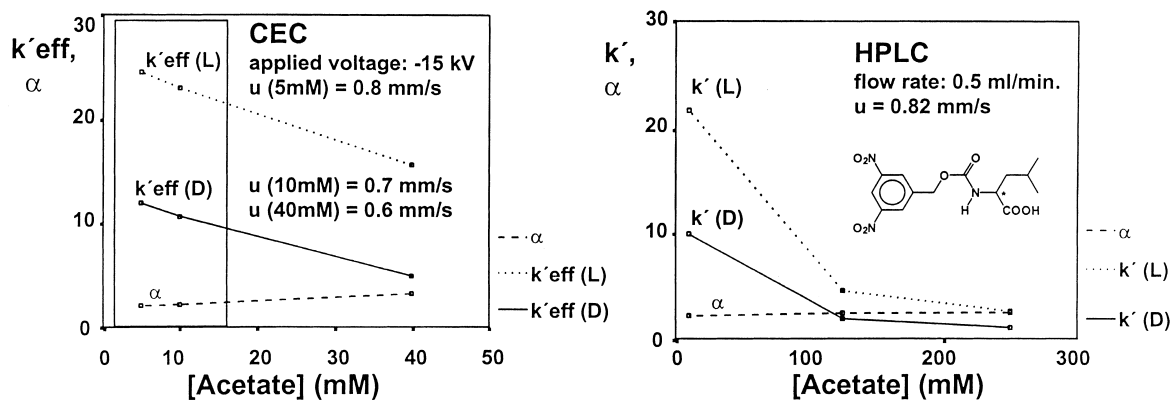 30
k´eff,
α
20
10
0
CEC
applied voltage: -15 kV
u (5mM) = 0.8 mm/s
k´eff (L)
k´eff (D)
u (10mM) = 0.7 mm/s
u (40mM) = 0.6 mm/s
α
α
k´eff (L)
k´eff (D)
0 10 20 30 40 50
[Acetate] (mM)
30
k´,
α
20
10
0
HPLC
flow rate: 0.5 ml/min.
u = 0.82 mm/s
k´ (L)
k´ (D)
O₂N
O₂N
O
O
N
H
*
COOH
α
α
k´ (L)
k´ (D)
0 100 200 300
[Acetate] (mM)